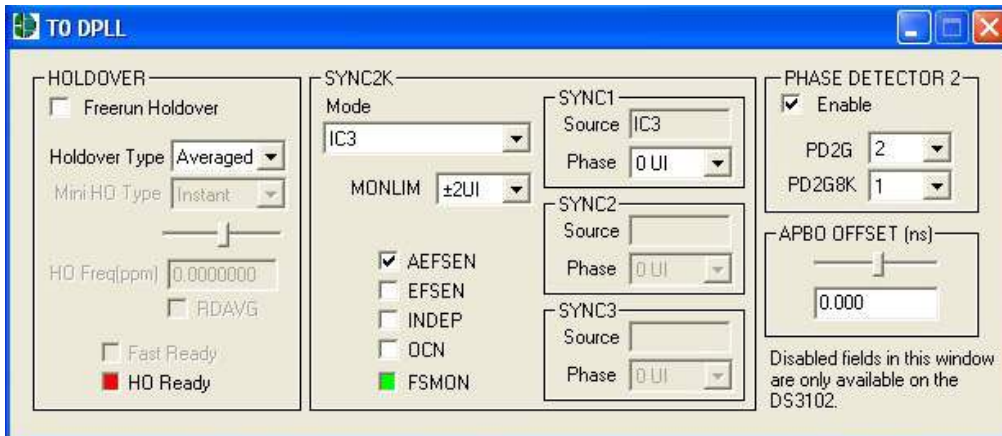 T0 DPLL
HOLDOVER
Freerun Holdover
Holdover Type Averaged
Mini HO Type Instant
HO Freq(ppm) 0.0000000
RDAVG
Fast Ready
HO Ready
SYNC2K
Mode
IC3
MONLIM ±2UI
AEFSEN
EFSEN
INDEP
OCN
FSMON
SYNC1
Source IC3
Phase 0 UI
SYNC2
Source
Phase 0 UI
SYNC3
Source
Phase 0 UI
PHASE DETECTOR 2
Enable
PD2G 2
PD2G8K 1
APBO OFFSET (ns)
0.000
Disabled fields in this window
are only available on the
DS3102.